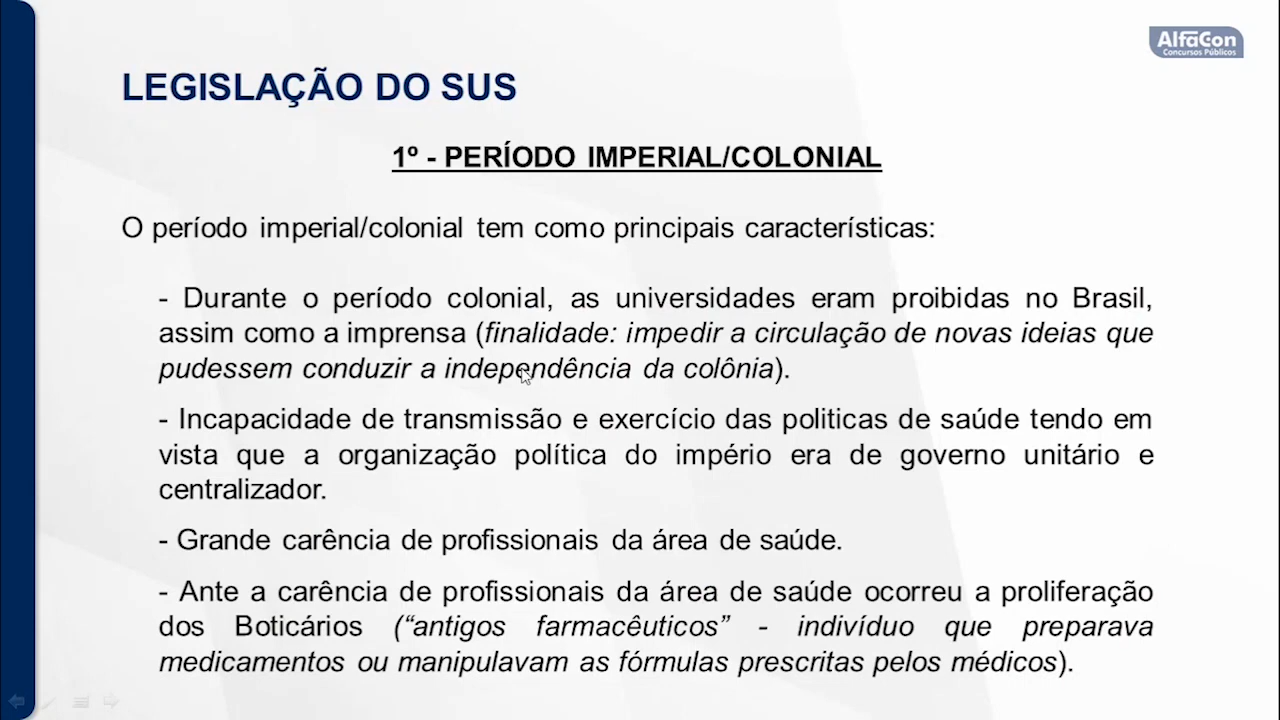 AlfaCon
Concursos Públicos
LEGISLAÇÃO DO SUS
1º - PERÍODO IMPERIAL/COLONIAL
O período imperial/colonial tem como principais características:
- Durante o período colonial, as universidades eram proibidas no Brasil,
assim como a imprensa (finalidade: impedir a circulação de novas ideias que
pudessem conduzir a independência da colônia).
- Incapacidade de transmissão e exercício das politicas de saúde tendo em
vista que a organização política do império era de governo unitário e
centralizador.
- Grande carência de profissionais da área de saúde.
- Ante a carência de profissionais da área de saúde ocorreu a proliferação
dos Boticários (“antigos farmacêuticos” - indivíduo que preparava
medicamentos ou manipulavam as fórmulas prescritas pelos médicos).